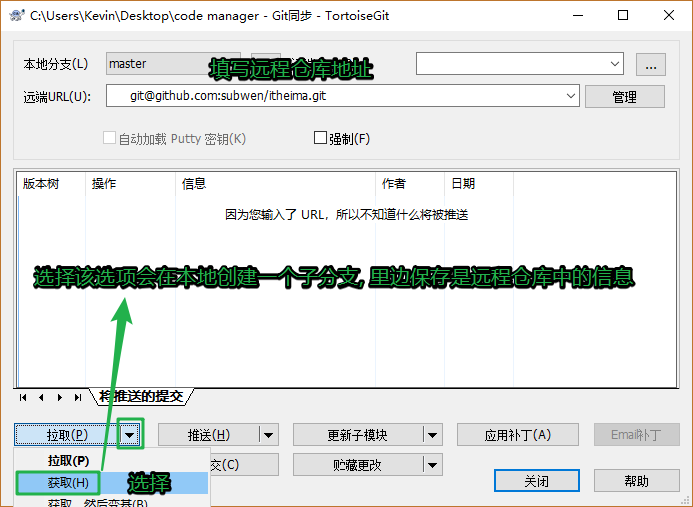 C:\Users\Kevin\Desktop\code manager - Git同步 - TortoiseGit
本地分支(L) master
填写远程仓库地址
...
远端URL(U): git@github.com:subwen/itheima.git 管理
自动加载 Putty 密钥(K) 强制(F)
版本树 操作 信息 作者 日期
因为您输入了 URL，所以不知道什么将被推送
选择该选项会在本地创建一个子分支, 里边保存是远程仓库中的信息
将推送的提交
拉取(P) 推送(H) 更新子模块 应用补丁(A) Email补丁
拉取(P) 交(C) 贮藏更改
获取(H) 选择 关闭 帮助
获取，然后变基(R)